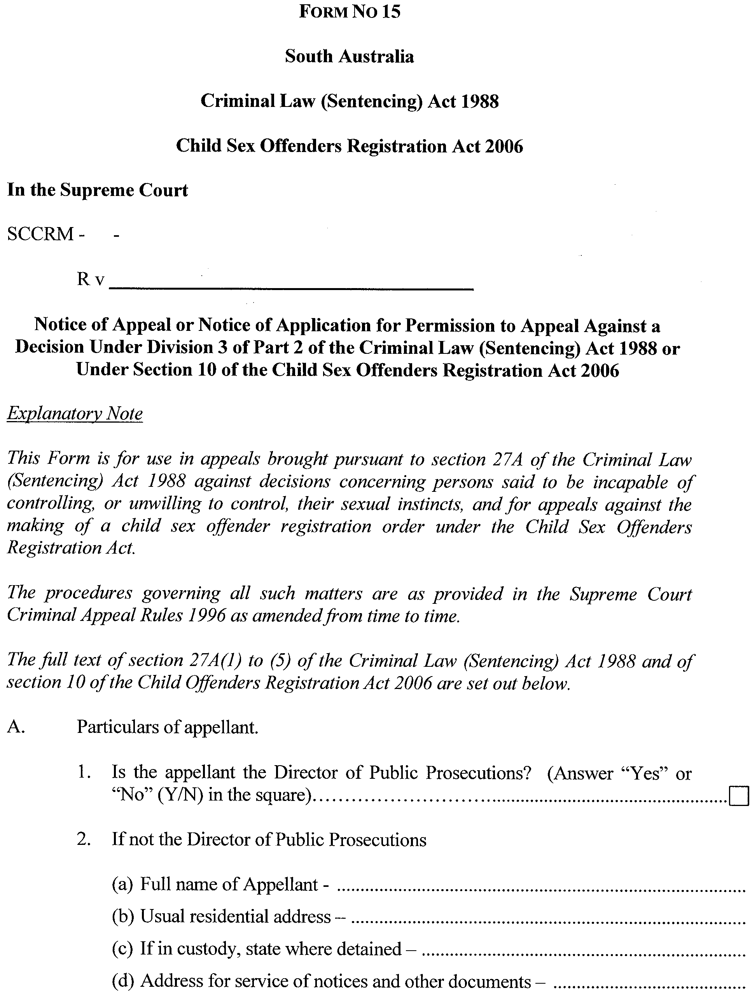 FORM NO 15
South Australia
Criminal Law (Sentencing) Act 1988
Child Sex Offenders Registration Act 2006
In the Supreme Court
SCCRM - -
R v
Notice of Appeal or Notice of Application for Permission to Appeal Against a
Decision Under Division 3 of Part 2 of the Criminal Law (Sentencing) Act 1988 or
Under Section 10 of the Child Sex Offenders Registration Act 2006
Explanatory Note
This Form is for use in appeals brought pursuant to section 27A of the Criminal Law
(Sentencing) Act 1988 against decisions concerning persons said to be incapable of
controlling, or unwilling to control, their sexual instincts, and for appeals against the
making of a child sex offender registration order under the Child Sex Offenders
Registration Act.
The procedures governing all such matters are as provided in the Supreme Court
Criminal Appeal Rules 1996 as amended from time to time.
The full text of section 27A(1) to (5) of the Criminal Law (Sentencing) Act 1988 and of
section 10 of the Child Offenders Registration Act 2006 are set out below.
A. Particulars of appellant.
1. Is the appellant the Director of Public Prosecutions? (Answer “Yes” or
“No” (Y/N) in the square)..........................................................................
2. If not the Director of Public Prosecutions
(a) Full name of Appellant - ..........................................................................
(b) Usual residential address – ..........................................................................
(c) If in custody, state where detained – ............................................................
(d) Address for service of notices and other documents – ..................................